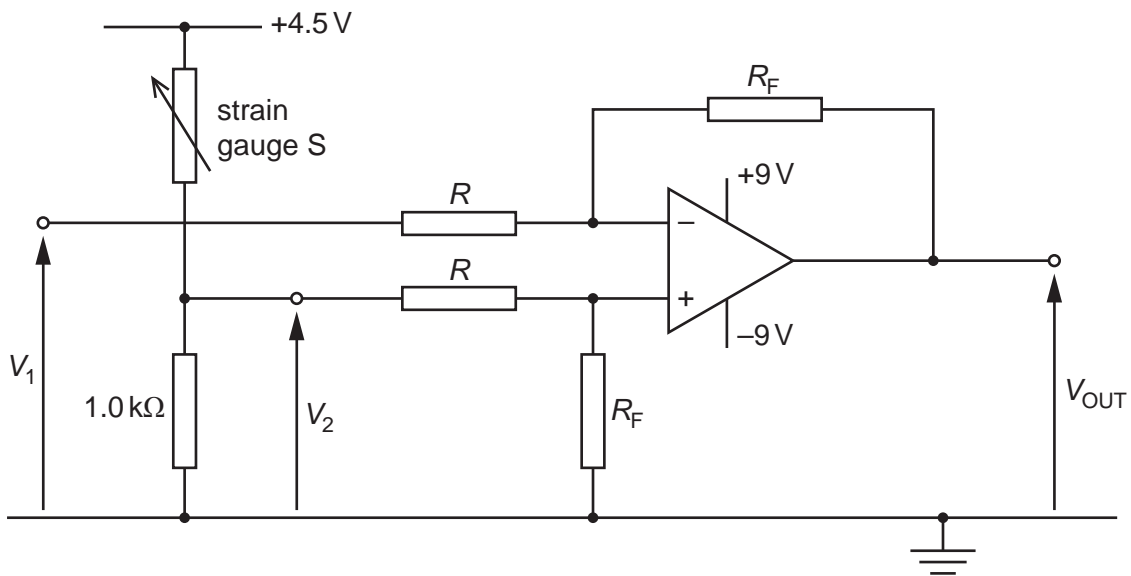 +4.5 V
strain
gauge S
R_F
+9 V
R
–
R
+
–9 V
V_1
1.0 kΩ
V_2
R_F
V_OUT